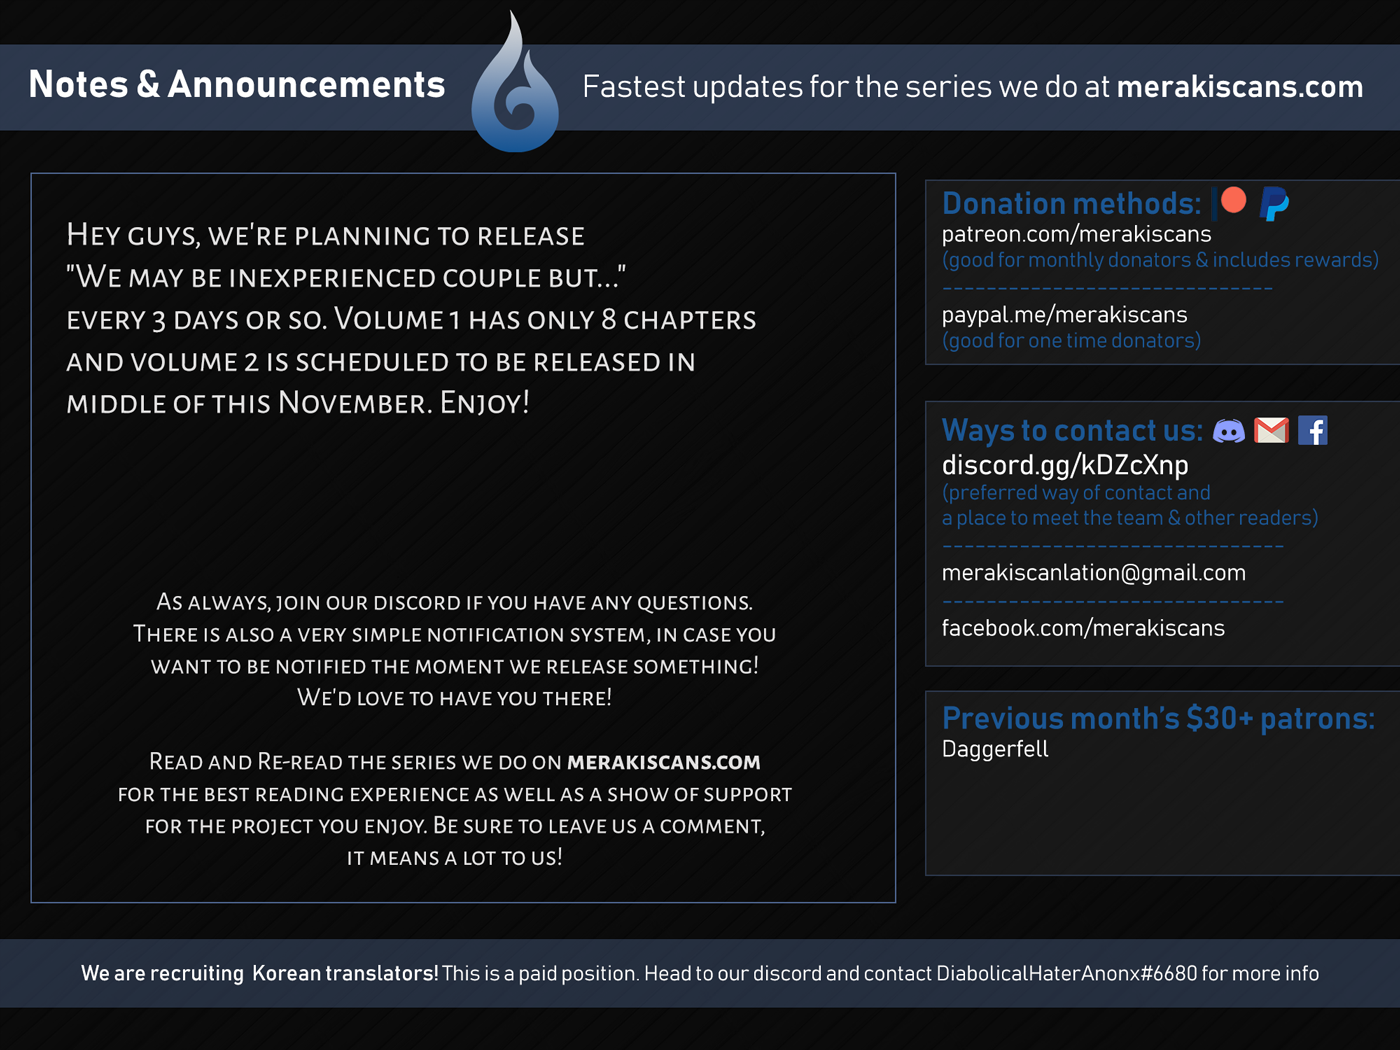 Notes & Announcements
Fastest updates for the series we do at merakiscans.com
Hey guys, we're planning to release
"We may be inexperienced couple but..."
every 3 days or so. Volume 1 has only 8 chapters
and volume 2 is scheduled to be released in
middle of this November. Enjoy!
As always, join our discord if you have any questions.
There is also a very simple notification system, in case you
want to be notified the moment we release something!
We'd love to have you there!
Read and Re-read the series we do on merakiscans.com
for the best reading experience as well as a show of support
for the project you enjoy. Be sure to leave us a comment,
it means a lot to us!
Donation methods:
patreon.com/merakiscans
(good for monthly donators & includes rewards)
------------------------------
paypal.me/merakiscans
(good for one time donators)
Ways to contact us:
discord.gg/kDZcXnp
(preferred way of contact and
a place to meet the team & other readers)
-------------------------------
merakiscanlation@gmail.com
-------------------------------
facebook.com/merakiscans
Previous month's $30+ patrons:
Daggerfell
We are recruiting Korean translators! This is a paid position. Head to our discord and contact DiabolicalHaterAnonx#6680 for more info